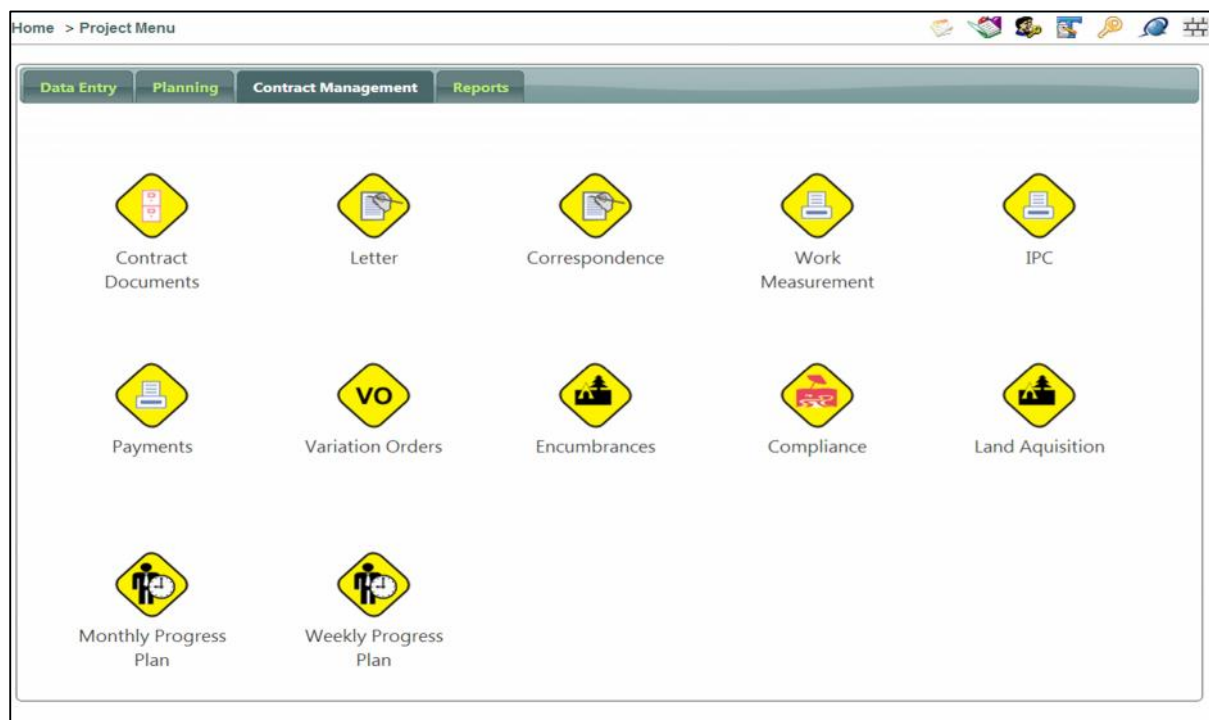 Home > Project Menu
Data Entry Planning Contract Management Reports
Contract Documents
Letter
Correspondence
Work Measurement
IPC
Payments
VO
Variation Orders
Encumbrances
Compliance
Land Aquisition
Monthly Progress Plan
Weekly Progress Plan